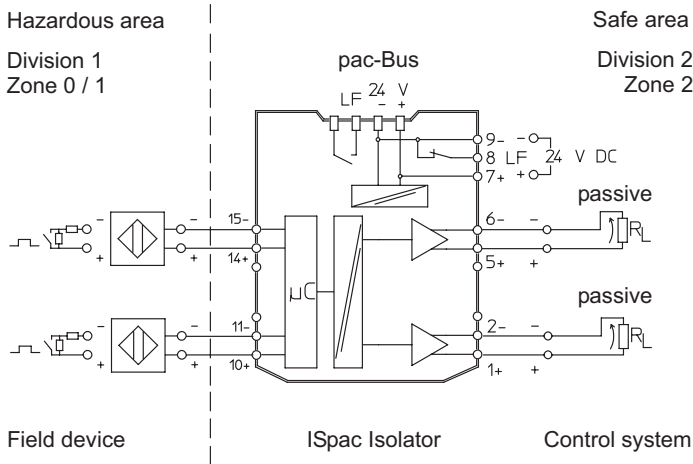 Hazardous area
Safe area
Division 1
Zone 0 / 1
pac-Bus
Division 2
Zone 2
LF 24 V
- +
9- -
8 LF 24 V DC
7+ +
passive
- - 15- 6- - RL
+ + 14+ 5+ +
µC
passive
- - 11- 2- - RL
+ + 10+ 1+ +
Field device
ISpac Isolator
Control system